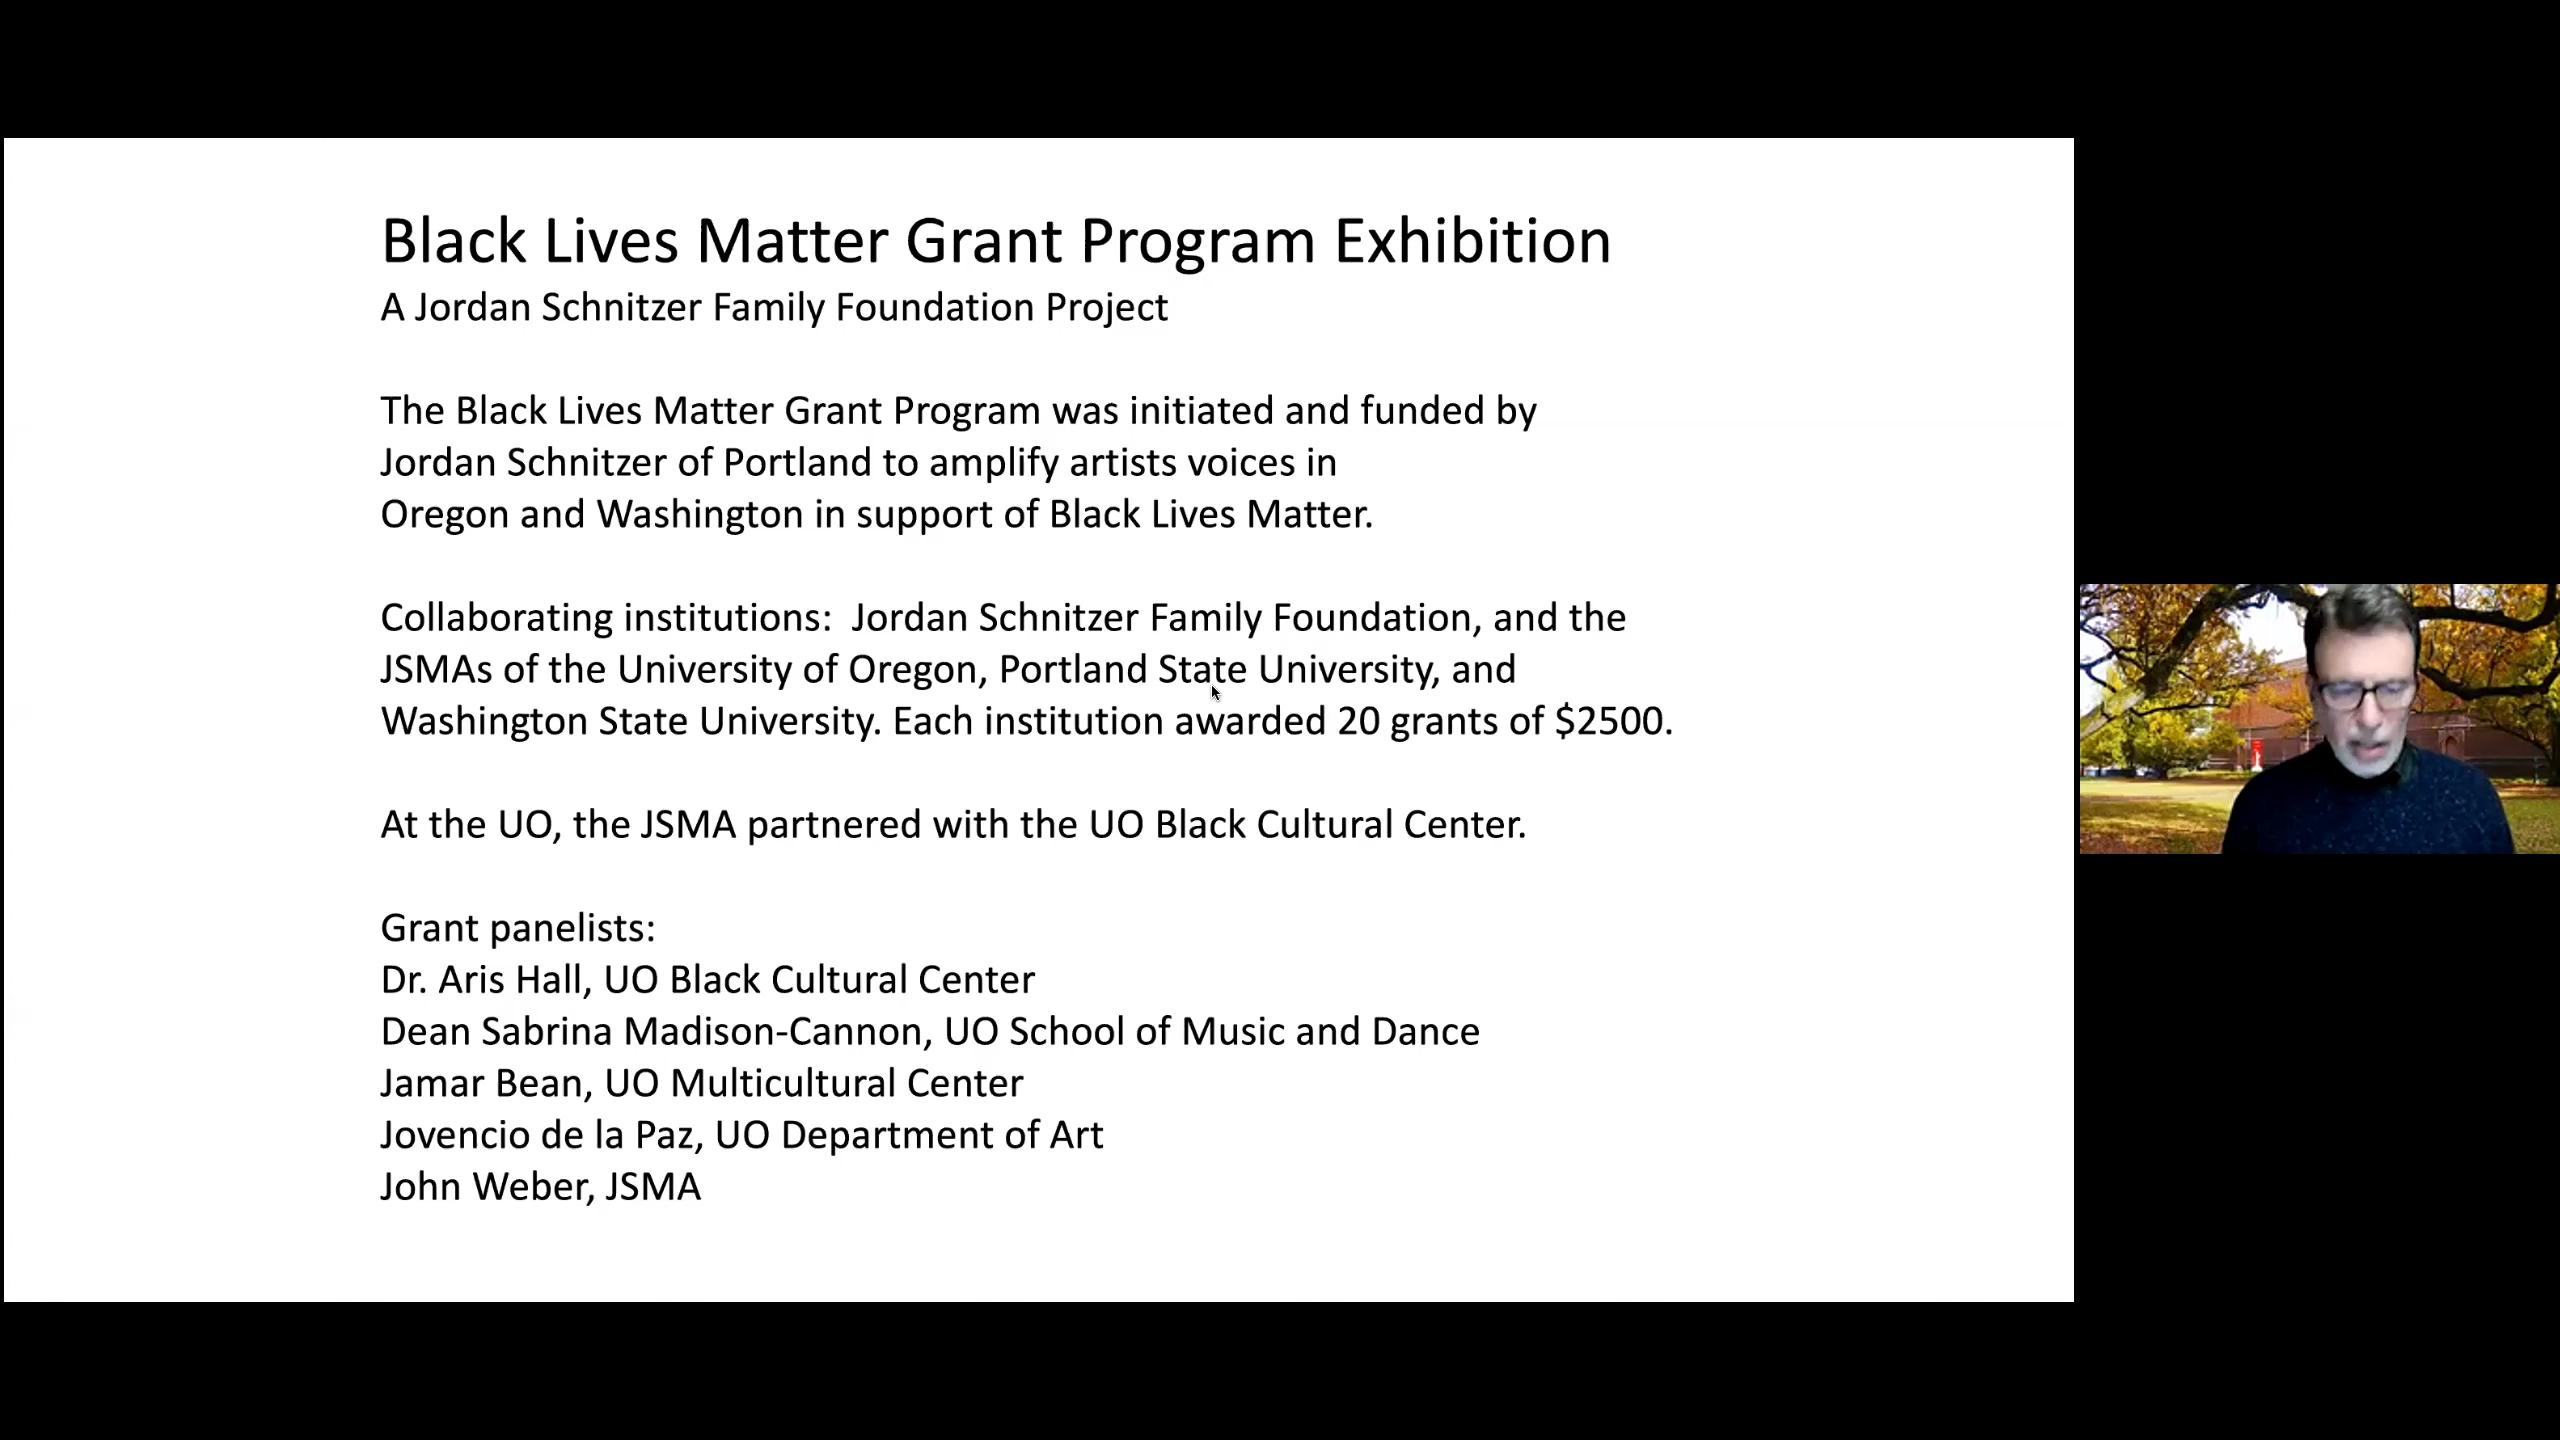 Black Lives Matter Grant Program Exhibition
A Jordan Schnitzer Family Foundation Project
The Black Lives Matter Grant Program was initiated and funded by
Jordan Schnitzer of Portland to amplify artists voices in
Oregon and Washington in support of Black Lives Matter.
Collaborating institutions:  Jordan Schnitzer Family Foundation, and the
JSMAs of the University of Oregon, Portland State University, and
Washington State University. Each institution awarded 20 grants of $2500.
At the UO, the JSMA partnered with the UO Black Cultural Center.
Grant panelists:
Dr. Aris Hall, UO Black Cultural Center
Dean Sabrina Madison-Cannon, UO School of Music and Dance
Jamar Bean, UO Multicultural Center
Jovencio de la Paz, UO Department of Art
John Weber, JSMA